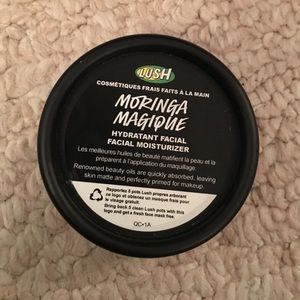 LUSH
COSMÉTIQUES FRAIS FAITS À LA MAIN
MORINGA
MAGIQUE
HYDRATANT FACIAL
FACIAL MOISTURIZER
Les meilleures huiles de beauté matifient la peau et la
préparent à l'application du maquillage.
Renowned beauty oils are quickly absorbed, leaving
skin matte and perfectly primed for makeup.
Rapportez 5 pots Lush propres arborant
ce logo et obtenez un masque frais pour
le visage gratuit.
Bring back 5 clean Lush pots with this
logo and get a fresh face mask free.
QC-1A